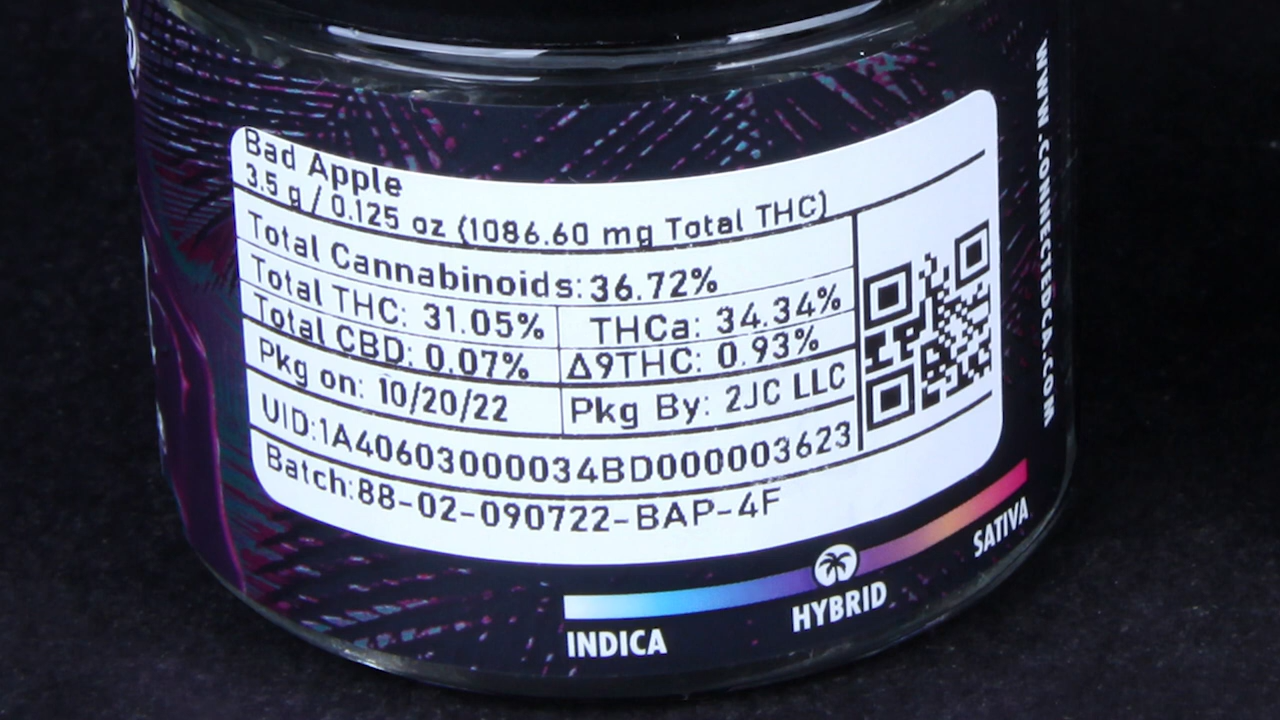 Bad Apple
3.5 g / 0.125 oz (1086.60 mg Total THC)
Total Cannabinoids: 36.72%
Total THC: 31.05% THCa: 34.34%
Total CBD: 0.07% Δ9THC: 0.93%
Pkg on: 10/20/22 Pkg By: 2JC LLC
UID:1A40603000034BD000003623
Batch:88-02-090722-BAP-4F
INDICA
HYBRID
SATIVA
WWW.CONNECTEDCA.COM